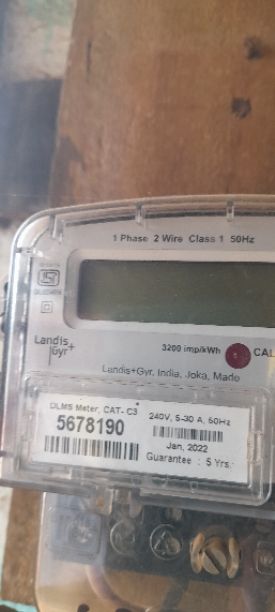 1 Phase 2 Wire Class 1 50Hz
Landis+
Gyr+
3200 imp/kWh
CAL
Landis+Gyr, India, Joka, Made
DLMS Meter, CAT- C3
5678190
240V, 5-30 A, 50Hz
Jan, 2022
Guarantee : 5 Yrs.